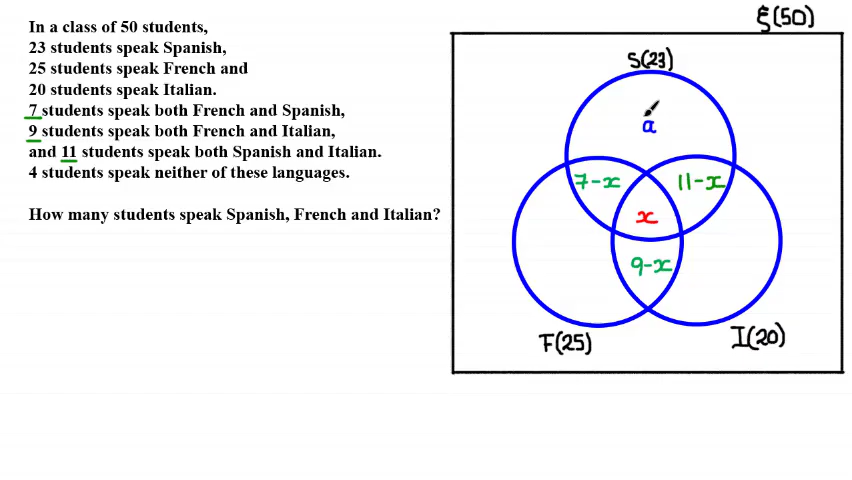 In a class of 50 students,
23 students speak Spanish,
25 students speak French and
20 students speak Italian.
7 students speak both French and Spanish,
9 students speak both French and Italian,
and 11 students speak both Spanish and Italian.
4 students speak neither of these languages.
How many students speak Spanish, French and Italian?
ξ(50)
S(23)
a
7-x
11-x
x
9-x
F(25)
I(20)